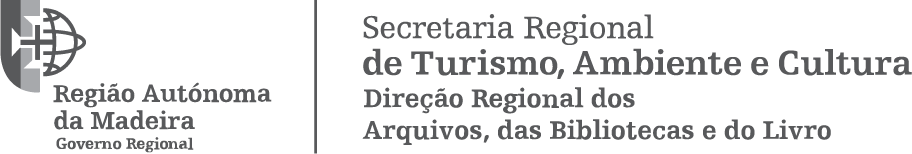 Região Autónoma
da Madeira
Governo Regional
Secretaria Regional
de Turismo, Ambiente e Cultura
Direção Regional dos
Arquivos, das Bibliotecas e do Livro